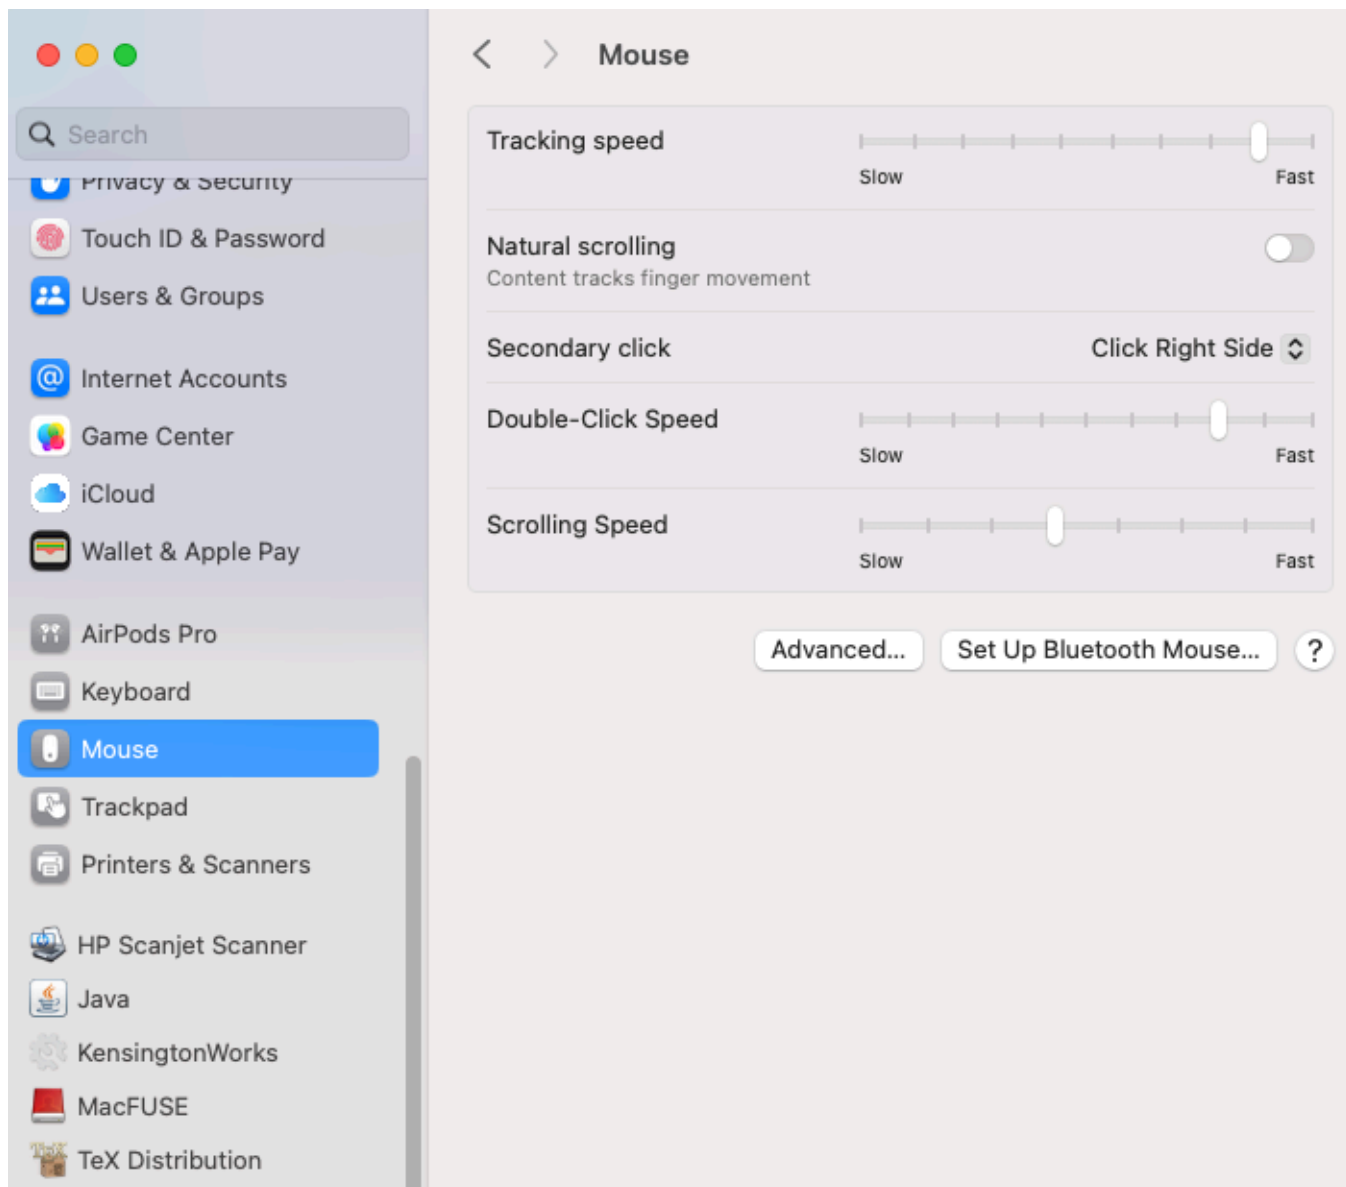 Search
Privacy & Security
Touch ID & Password
Users & Groups
Internet Accounts
Game Center
iCloud
Wallet & Apple Pay
AirPods Pro
Keyboard
Mouse
Trackpad
Printers & Scanners
HP Scanjet Scanner
Java
KensingtonWorks
MacFUSE
TeX Distribution
Mouse
Tracking speed
Slow Fast
Natural scrolling
Content tracks finger movement
Secondary click Click Right Side
Double-Click Speed
Slow Fast
Scrolling Speed
Slow Fast
Advanced... Set Up Bluetooth Mouse... ?